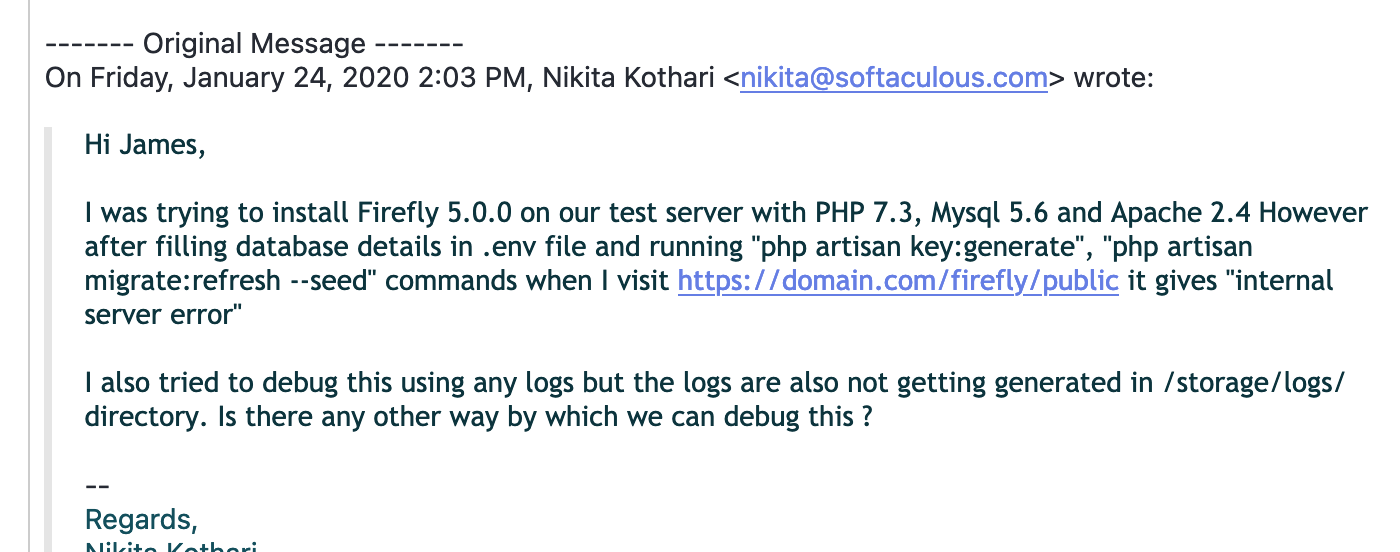 ------- Original Message -------
On Friday, January 24, 2020 2:03 PM, Nikita Kothari <nikita@softaculous.com> wrote:
Hi James,
I was trying to install Firefly 5.0.0 on our test server with PHP 7.3, Mysql 5.6 and Apache 2.4 However
after filling database details in .env file and running "php artisan key:generate", "php artisan
migrate:refresh --seed" commands when I visit https://domain.com/firefly/public it gives "internal
server error"
I also tried to debug this using any logs but the logs are also not getting generated in /storage/logs/
directory. Is there any other way by which we can debug this ?
--
Regards,
Nikita Kothari